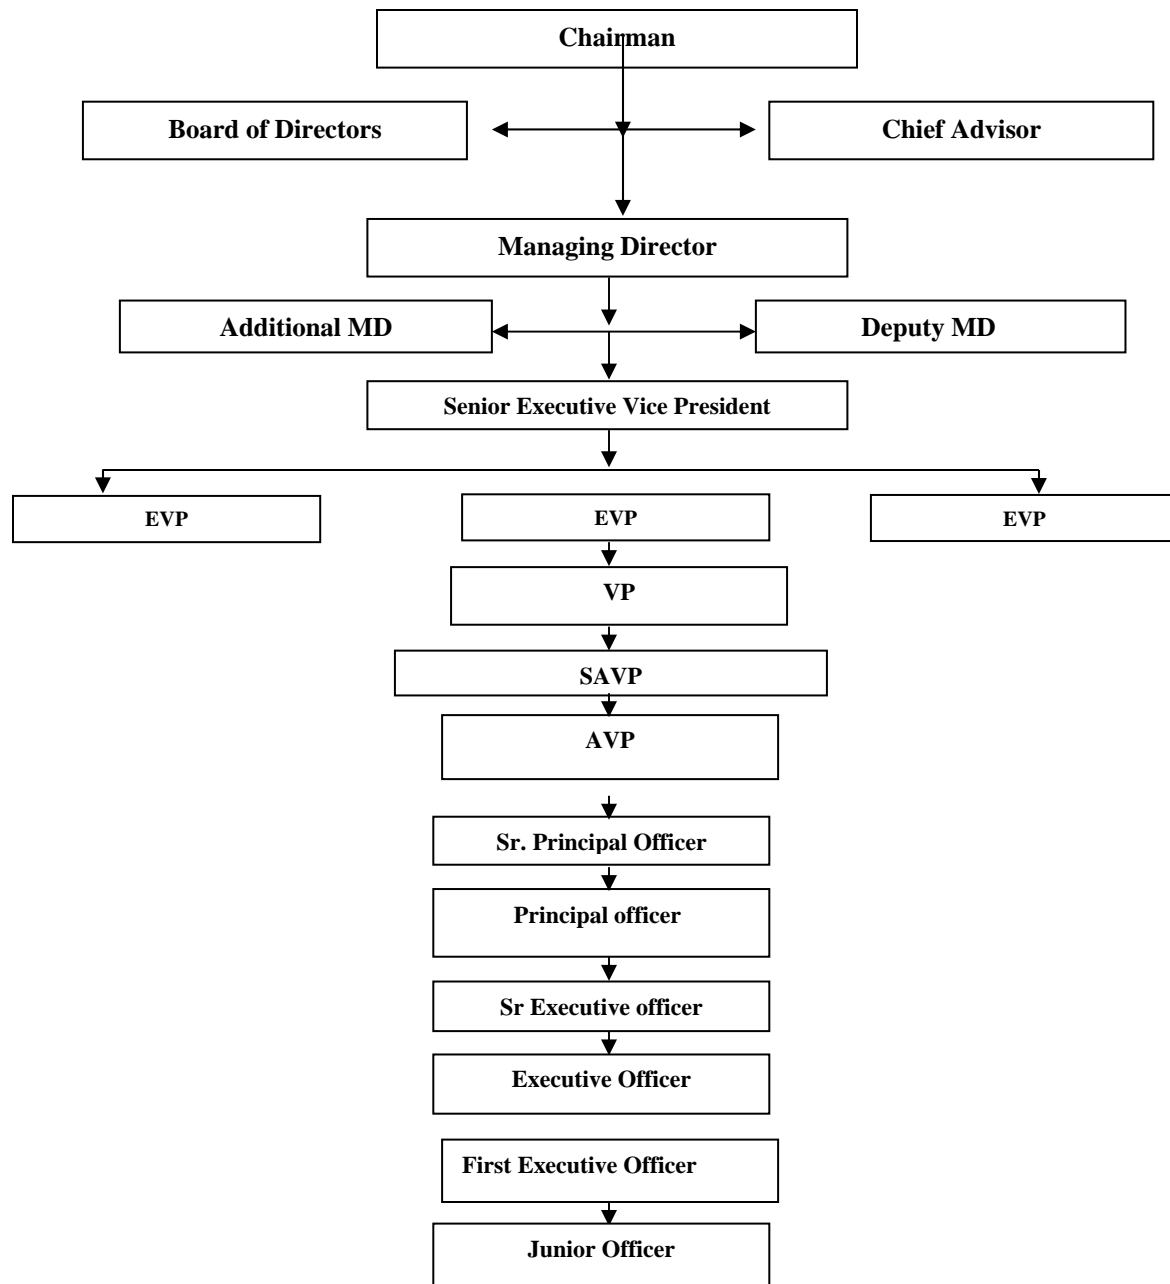 Chairman
Board of Directors
Chief Advisor
Managing Director
Additional MD
Deputy MD
Senior Executive Vice President
EVP
EVP
EVP
VP
SAVP
AVP
Sr. Principal Officer
Principal officer
Sr Executive officer
Executive Officer
First Executive Officer
Junior Officer